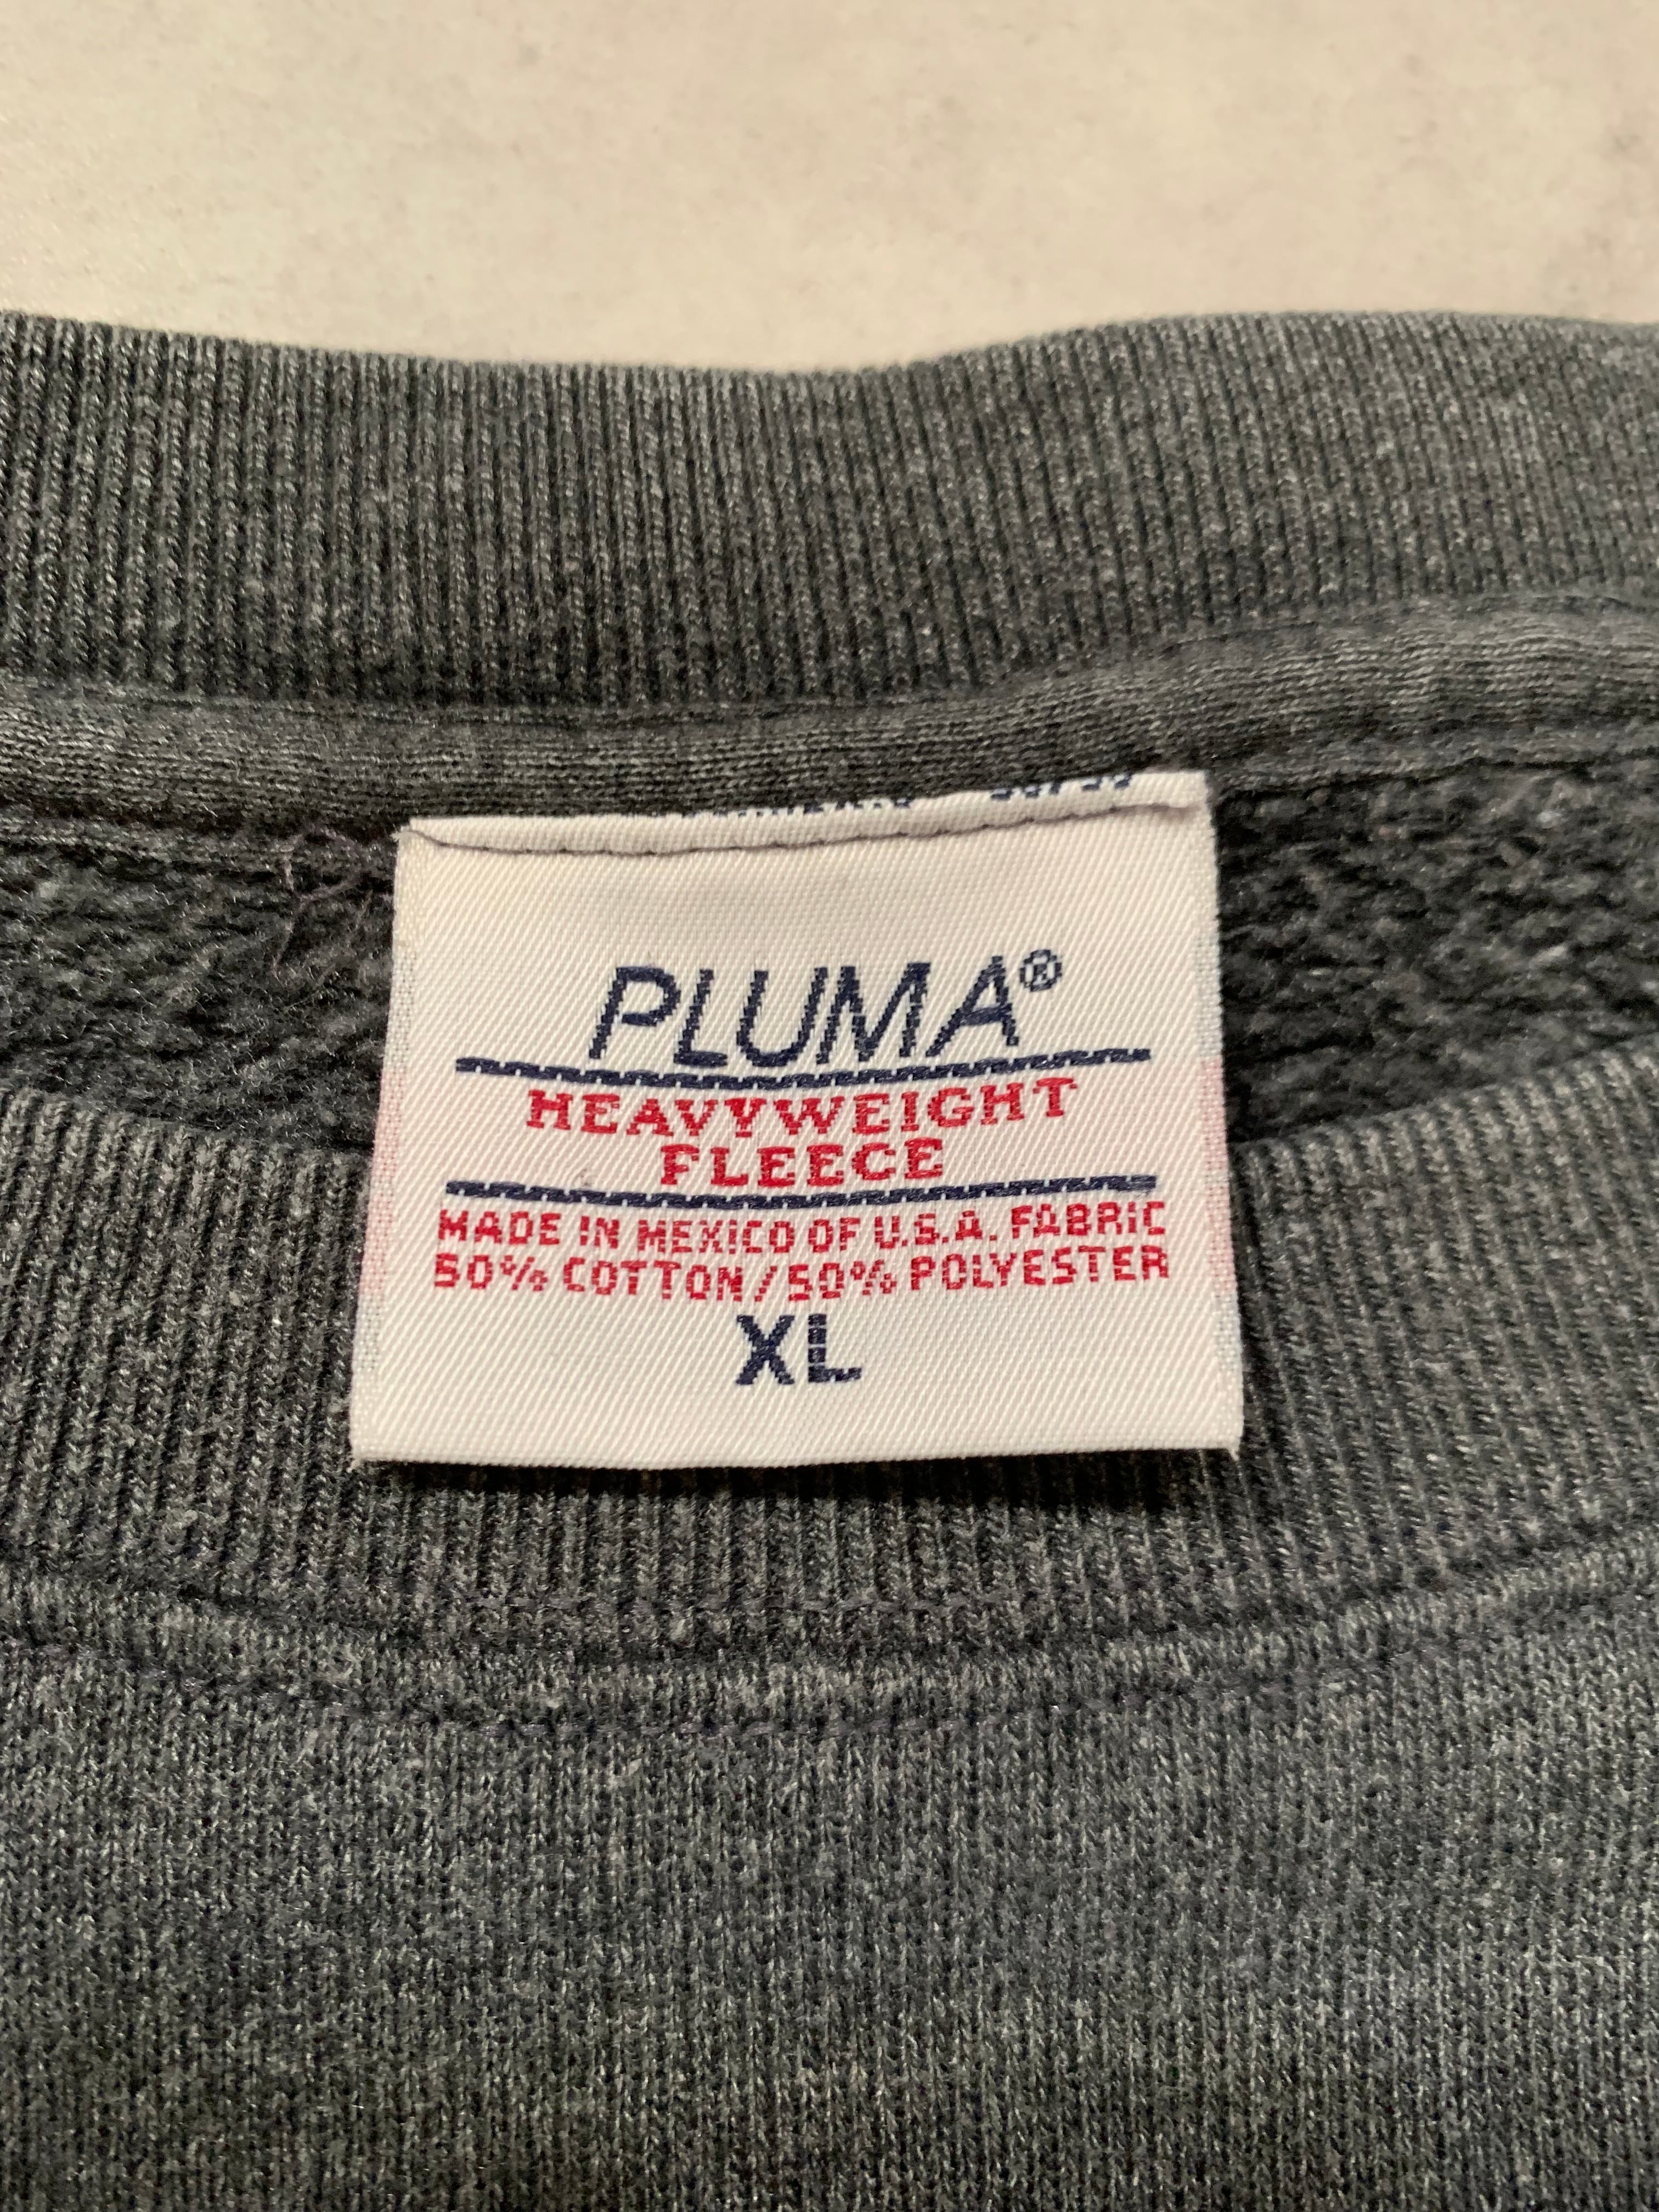 PLUMA®
HEAVYWEIGHT
FLEECE
MADE IN MEXICO OF U.S.A. FABRIC
50% COTTON/50% POLYESTER
XL